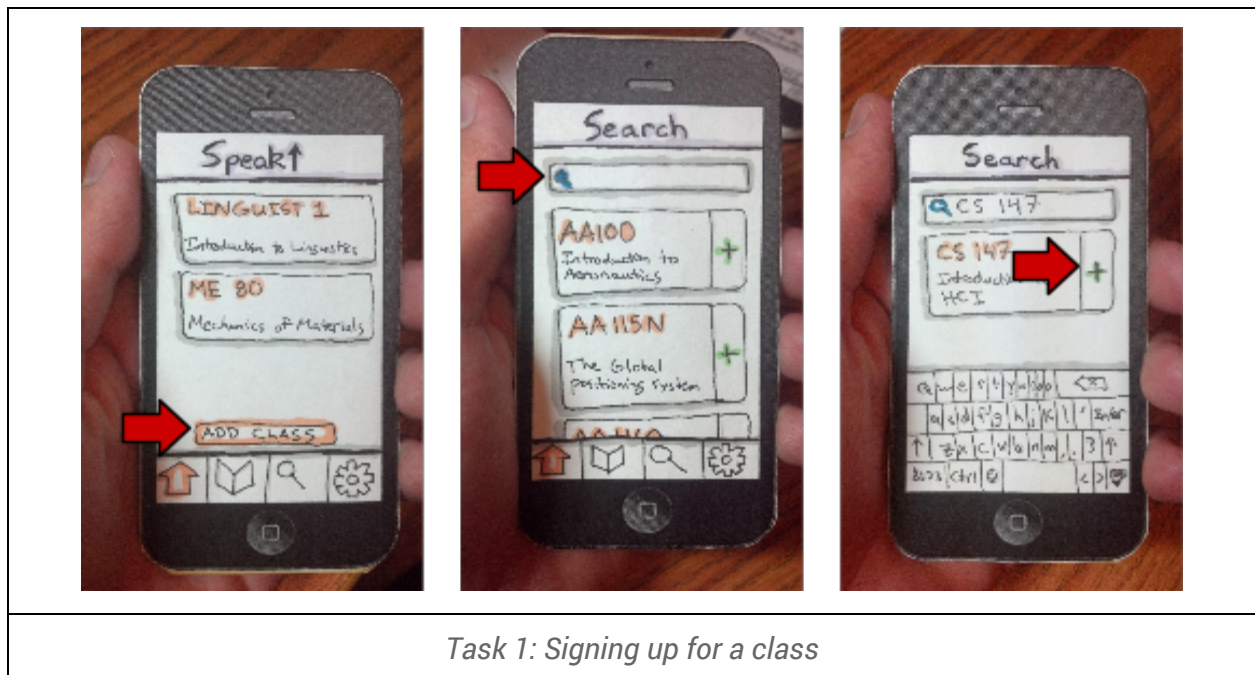 Speak↑
LINGUIST 1
Introduction to Linguistics
ME 80
Mechanics of Materials
ADD CLASS
Search
AA100
Introduction to
Aeronautics
+
AA 115N
The Global
positioning system
+
Search
CS 147
CS 147
HCI
+
Task 1: Signing up for a class